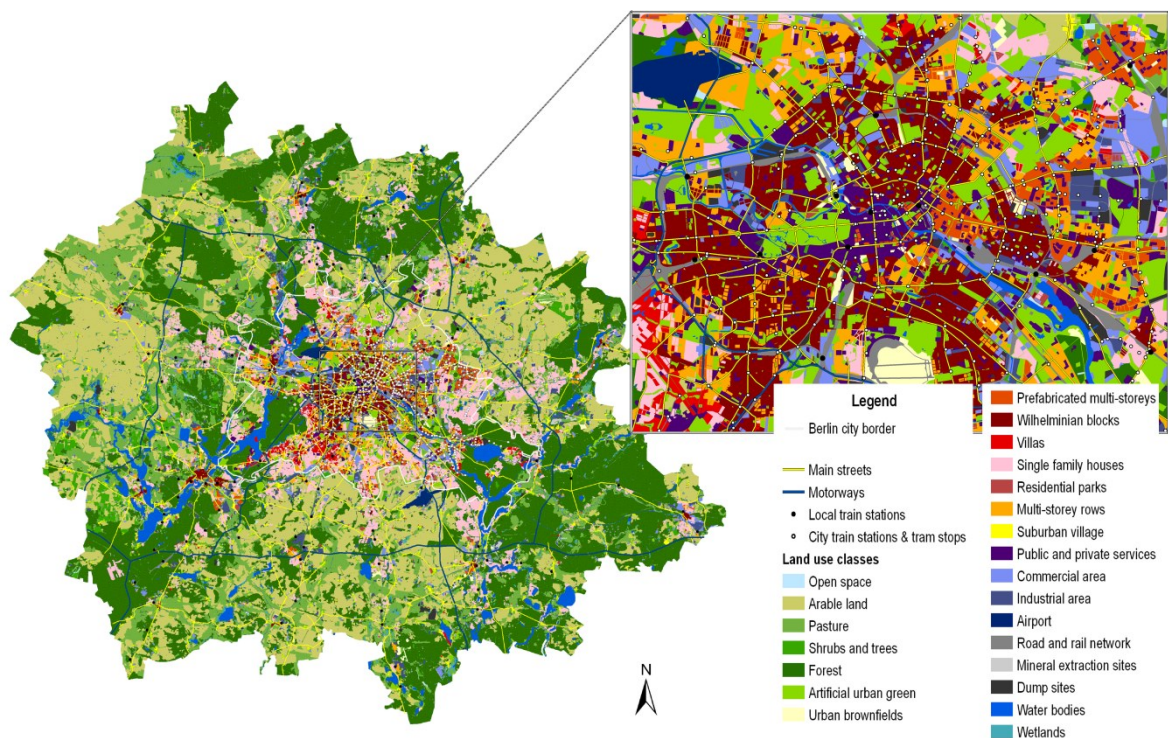 Legend
Berlin city border
Main streets
Motorways
Local train stations
City train stations & tram stops
Land use classes
Open space
Arable land
Pasture
Shrubs and trees
Forest
Artificial urban green
Urban brownfields
Prefabricated multi-storeys
Wilhelminian blocks
Villas
Single family houses
Residential parks
Multi-storey rows
Suburban village
Public and private services
Commercial area
Industrial area
Airport
Road and rail network
Mineral extraction sites
Dump sites
Water bodies
Wetlands
N